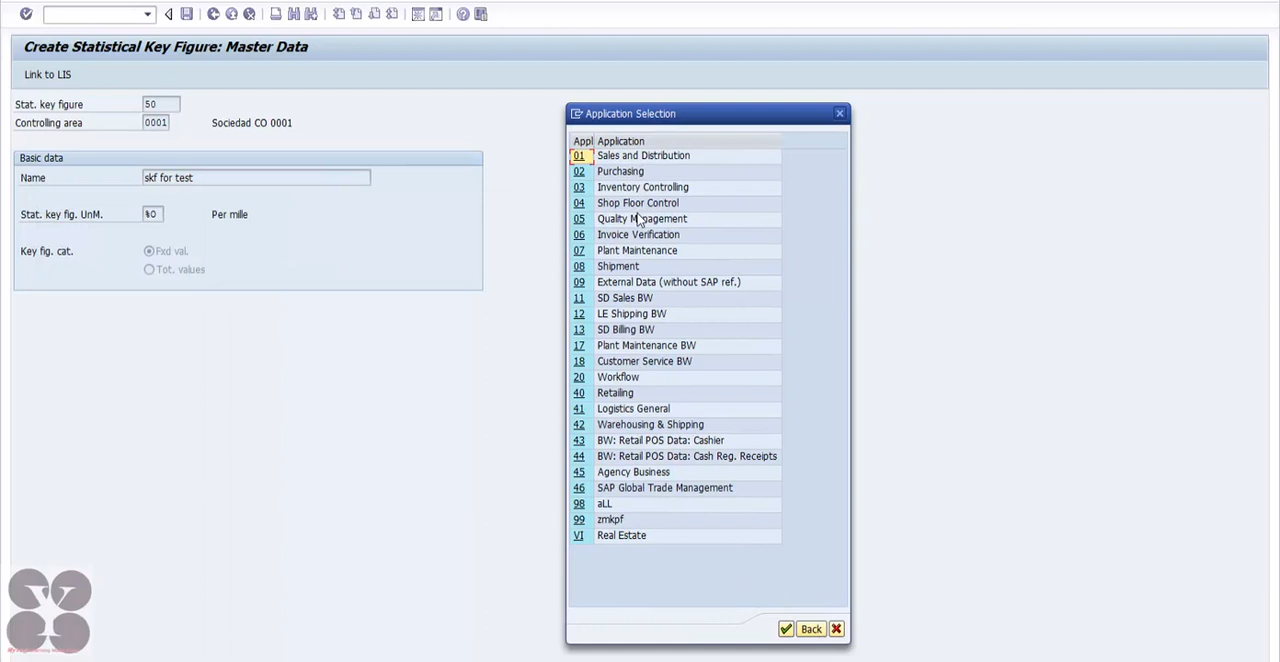 Create Statistical Key Figure: Master Data
Link to LIS
Stat. key figure 50
Controlling area 0001 Sociedad CO 0001
Basic data
Name skf for test
Stat. key fig. UnM. %O Per mille
Key fig. cat. Fxd val.
Tot. values
Application Selection
Appl Application
01 Sales and Distribution
02 Purchasing
03 Inventory Controlling
04 Shop Floor Control
05 Quality Management
06 Invoice Verification
07 Plant Maintenance
08 Shipment
09 External Data (without SAP ref.)
11 SD Sales BW
12 LE Shipping BW
13 SD Billing BW
17 Plant Maintenance BW
18 Customer Service BW
20 Workflow
40 Retailing
41 Logistics General
42 Warehousing & Shipping
43 BW: Retail POS Data: Cashier
44 BW: Retail POS Data: Cash Reg. Receipts
45 Agency Business
46 SAP Global Trade Management
98 aLL
99 zmkpf
VI Real Estate
Back